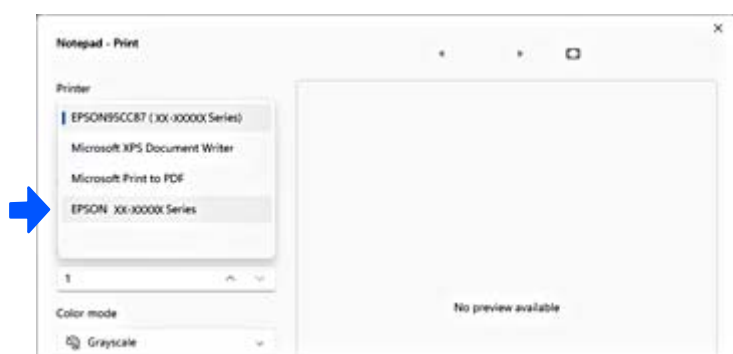 Notepad - Print
Printer
EPSON95CC87 ( XX-XXXXX Series)
Microsoft XPS Document Writer
Microsoft Print to PDF
EPSON XX-XXXXX Series
1
Color mode
Grayscale
No preview available